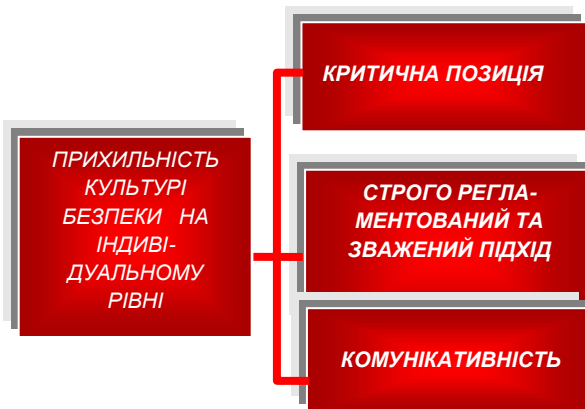 ПРИХИЛЬНІСТЬ
КУЛЬТУРІ
БЕЗПЕКИ НА
ІНДИВІ-
ДУАЛЬНОМУ
РІВНІ
КРИТИЧНА ПОЗИЦІЯ
СТРОГО РЕГЛА-
МЕНТОВАНИЙ ТА
ЗВАЖЕНИЙ ПІДХІД
КОМУНІКАТИВНІСТЬ